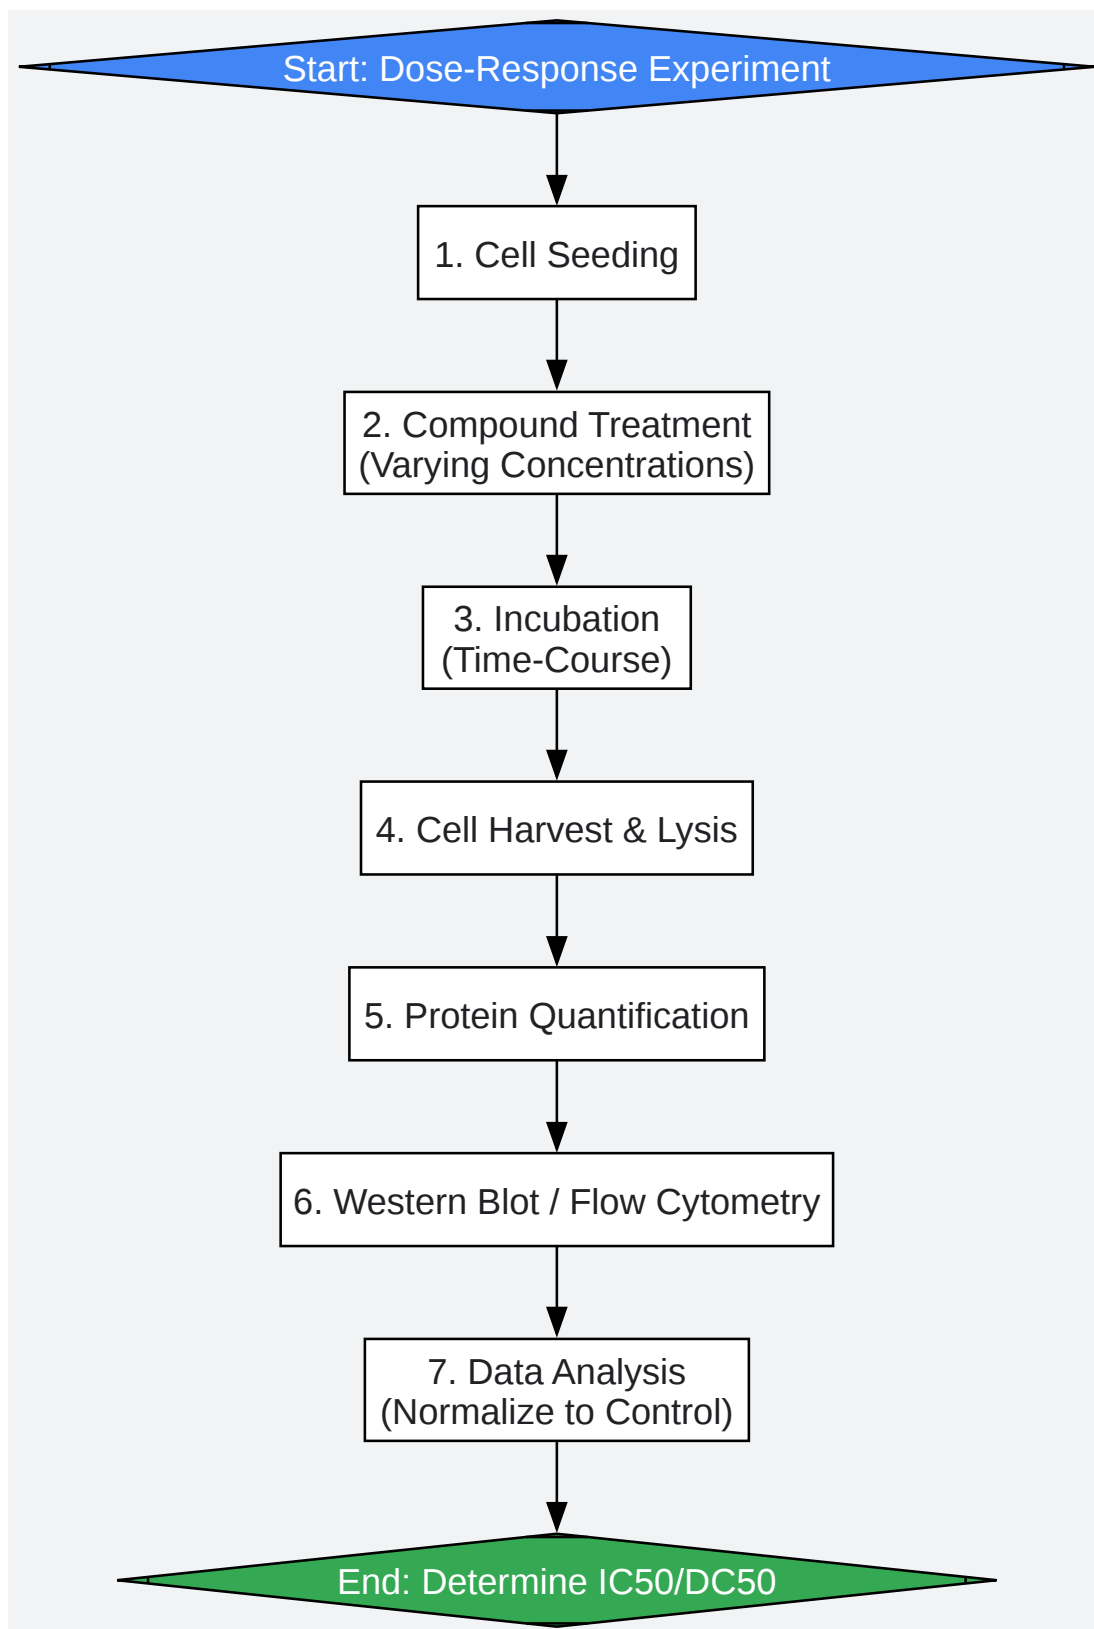 Start: Dose-Response Experiment
1. Cell Seeding
2. Compound Treatment
(Varying Concentrations)
3. Incubation
(Time-Course)
4. Cell Harvest & Lysis
5. Protein Quantification
6. Western Blot / Flow Cytometry
7. Data Analysis
(Normalize to Control)
End: Determine IC50/DC50